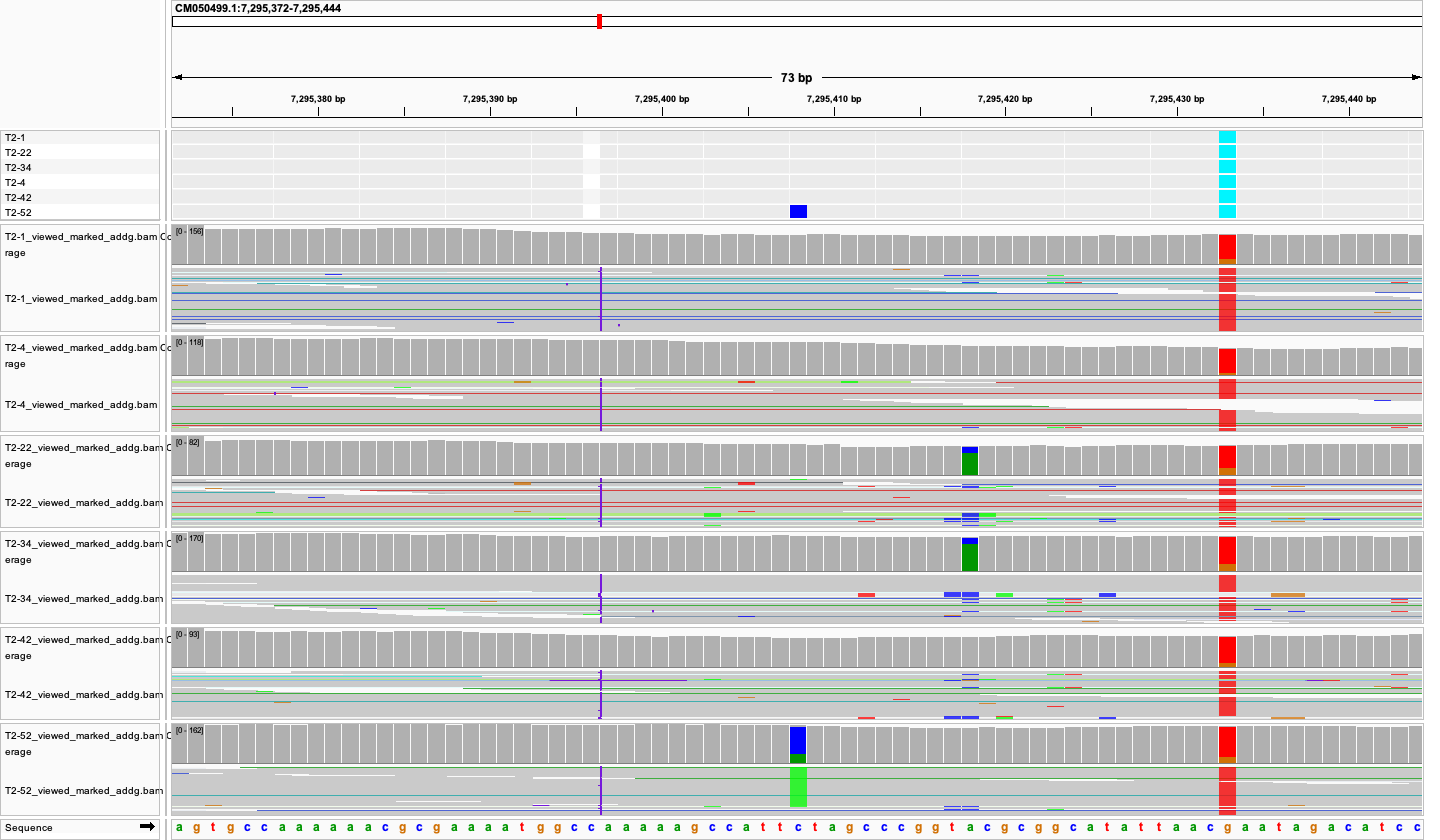 CM050499.1:7,295,372-7,295,444
73 bp
7,295,380 bp 7,295,390 bp 7,295,400 bp 7,295,410 bp 7,295,420 bp 7,295,430 bp 7,295,440 bp
T2-1
T2-22
T2-34
T2-4
T2-42
T2-52
T2-1_viewed_marked_addg.bam Co
rage
[0 - 156]
T2-1_viewed_marked_addg.bam
T2-4_viewed_marked_addg.bam Co
rage
[0 - 118]
T2-4_viewed_marked_addg.bam
T2-22_viewed_marked_addg.bam C
erage
[0 - 82]
T2-22_viewed_marked_addg.bam
T2-34_viewed_marked_addg.bam C
erage
[0 - 170]
T2-34_viewed_marked_addg.bam
T2-42_viewed_marked_addg.bam C
erage
[0 - 93]
T2-42_viewed_marked_addg.bam
T2-52_viewed_marked_addg.bam C
erage
[0 - 162]
T2-52_viewed_marked_addg.bam
Sequence a g t g c c a a a a a a c g c g a a a a t g g c c a a a a a g c c a t t c t a g c c c g g t a c g c g g c a t a t t a a c g a a t a g a c a t c c